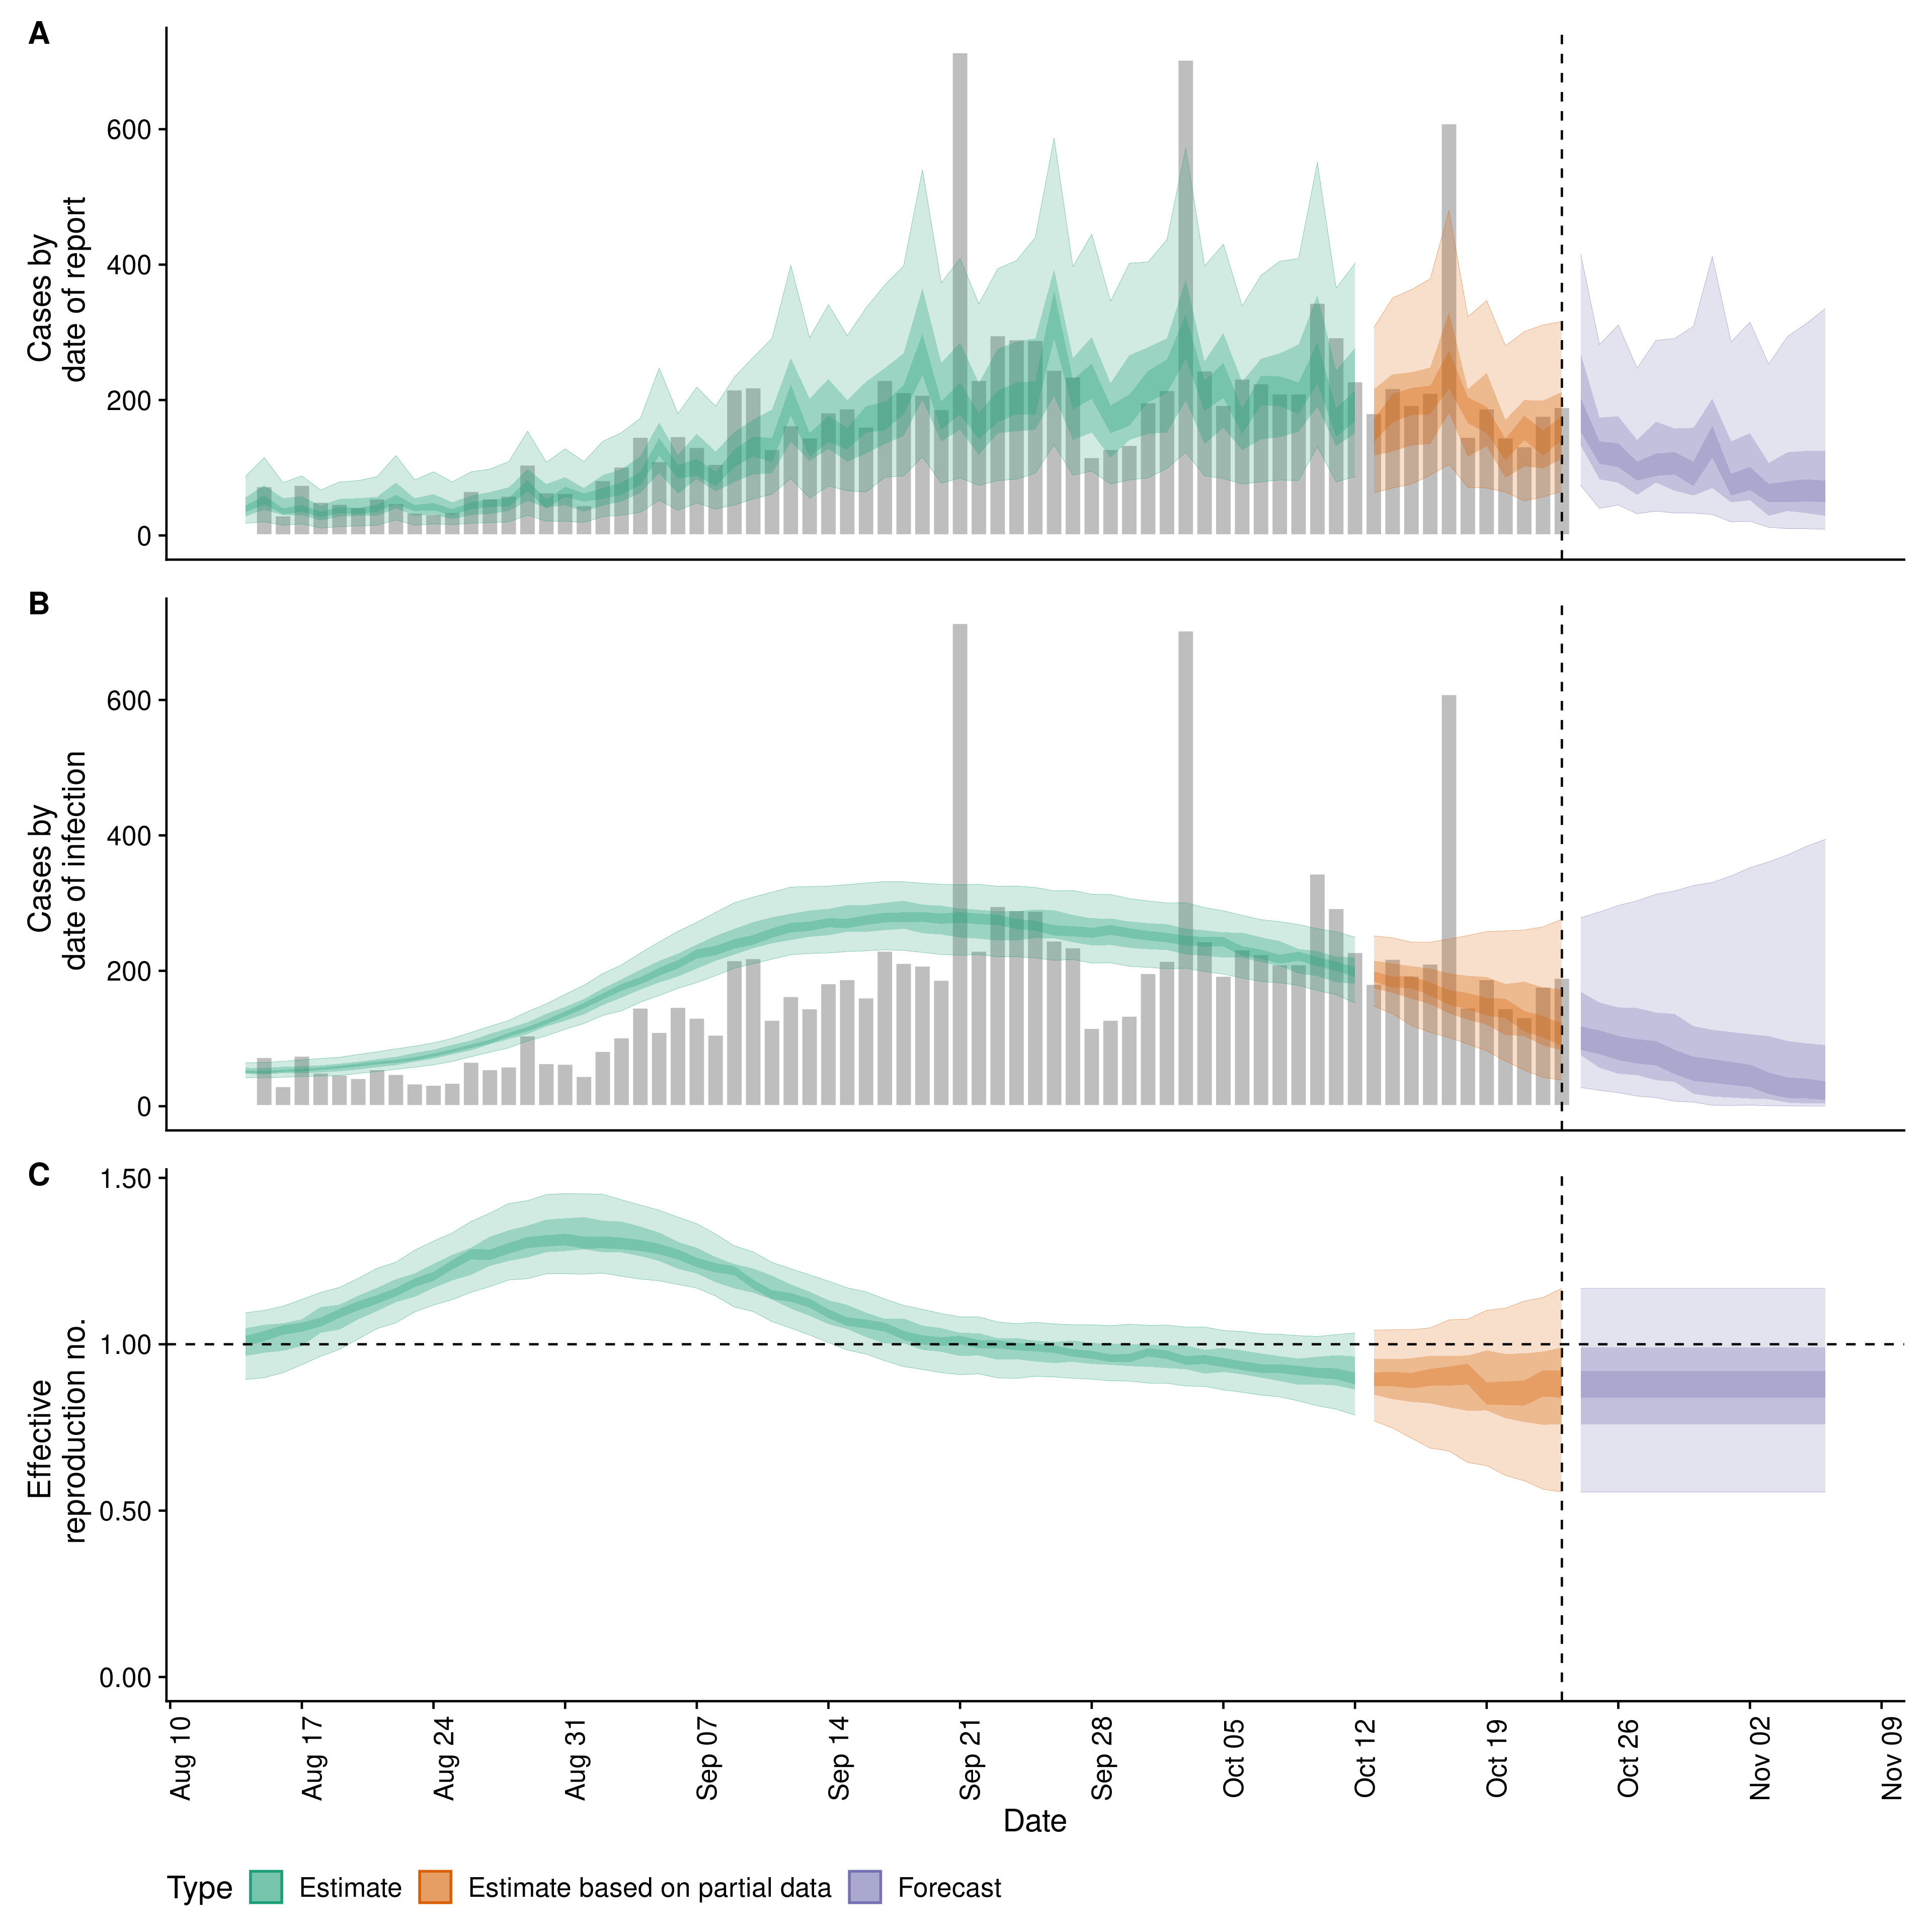 A
Cases by
date of report
600
400
200
0
B
Cases by
date of infection
600
400
200
0
C
Effective
reproduction no.
1.50
1.00
0.50
0.00
Aug 10
Aug 17
Aug 24
Aug 31
Sep 07
Sep 14
Sep 21
Sep 28
Oct 05
Oct 12
Oct 19
Oct 26
Nov 02
Nov 09
Date
Type Estimate Estimate based on partial data Forecast